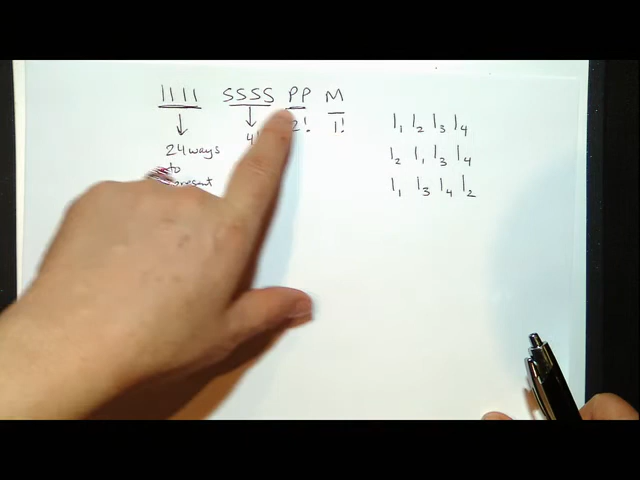 IIII SSSS PP M
24 ways 4! 2! 1!
to
I₁ I₂ I₃ I₄
I₂ I₁ I₃ I₄
I₁ I₃ I₄ I₂